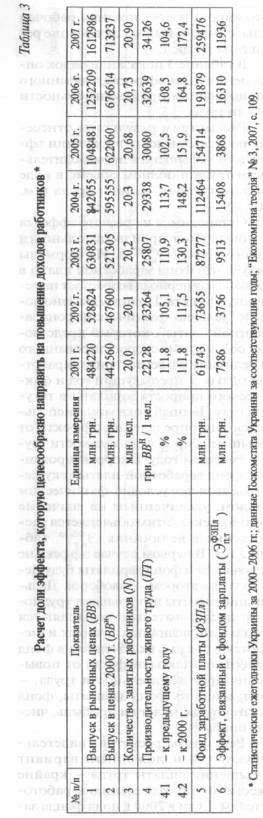 Таблица 3
Расчет доли эффекта, которую целесообразно направить на повышение доходов работников*
№ п/п Показатель Единица измерения 2001 г. 2002 г. 2003 г. 2004 г. 2005 г. 2006 г. 2007 г.
1 Выпуск в рыночных ценах (ВВ) млн. грн. 484220 528624 630831 842055 1048481 1252209 1612986
2 Выпуск в ценах 2000 г. (ВВᴴ) млн. грн. 442560 467600 521305 595555 622060 676614 713237
3 Количество занятых работников (N) млн. чел. 20,0 20,1 20,2 20,3 20,68 20,73 20,90
4 Производительность живого труда (ПТ) грн. ВВᴴ / 1 чел. 22128 23264 25807 29338 30080 32639 34126
4.1 – к предыдущему году % 111,8 105,1 110,9 113,7 102,5 108,5 104,6
4.2 – к 2000 г. % 111,8 117,5 130,3 148,2 151,9 164,8 172,4
5 Фонд заработной платы (ФЗПл) млн. грн. 61743 73655 87277 112464 154714 191879 259476
6 Эффект, связанный с фондом зарплаты (Э ФЗПл п.т ) млн. грн. 7286 3756 9513 15408 3868 16310 11936
* Статистические ежегодники Украины за 2000– 2006 гг.; данные Госкомстата Украины за соответствующие годы; "Економічна теорія" № 3, 2007, с. 109.